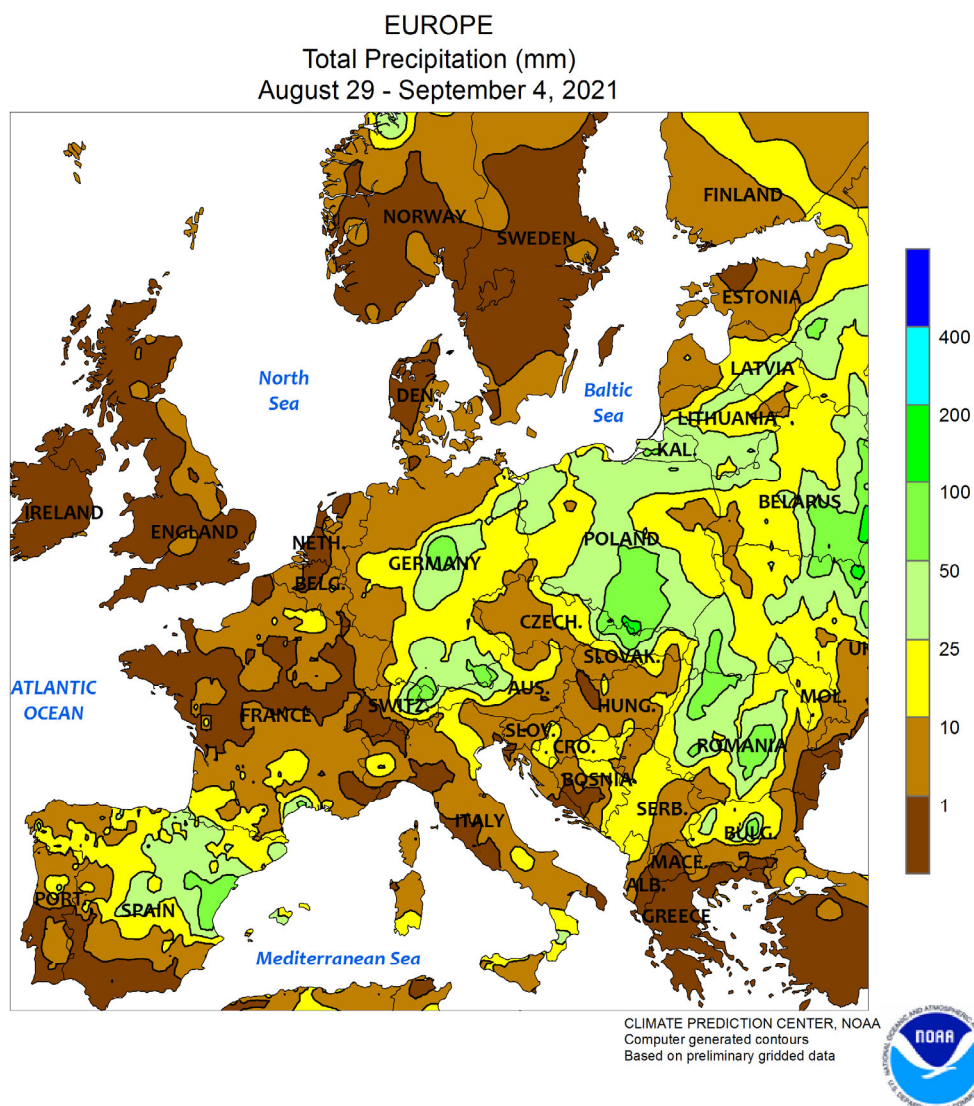 EUROPE
Total Precipitation (mm)
August 29 - September 4, 2021
FINLAND
NORWAY
SWEDEN
ESTONIA
400
LATVIA
North
Sea
DEN.
Baltic
Sea
200
LITHUANIA
KAL.
100
BELARUS
IRELAND
ENGLAND
NETH.
POLAND
GERMANY
50
BELG.
CZECH.
25
SLOVAK.
UK
ATLANTIC
OCEAN
AUS.
MOL.
SWITZ.
HUNG.
FRANCE
10
SLOV.
ROMANIA
CRO.
BOSNIA
1
SERB.
ITALY
BULG.
MACE.
ALB.
PORT.
SPAIN
GREECE
Mediterranean Sea
CLIMATE PREDICTION CENTER, NOAA
Computer generated contours
Based on preliminary gridded data
NOAA